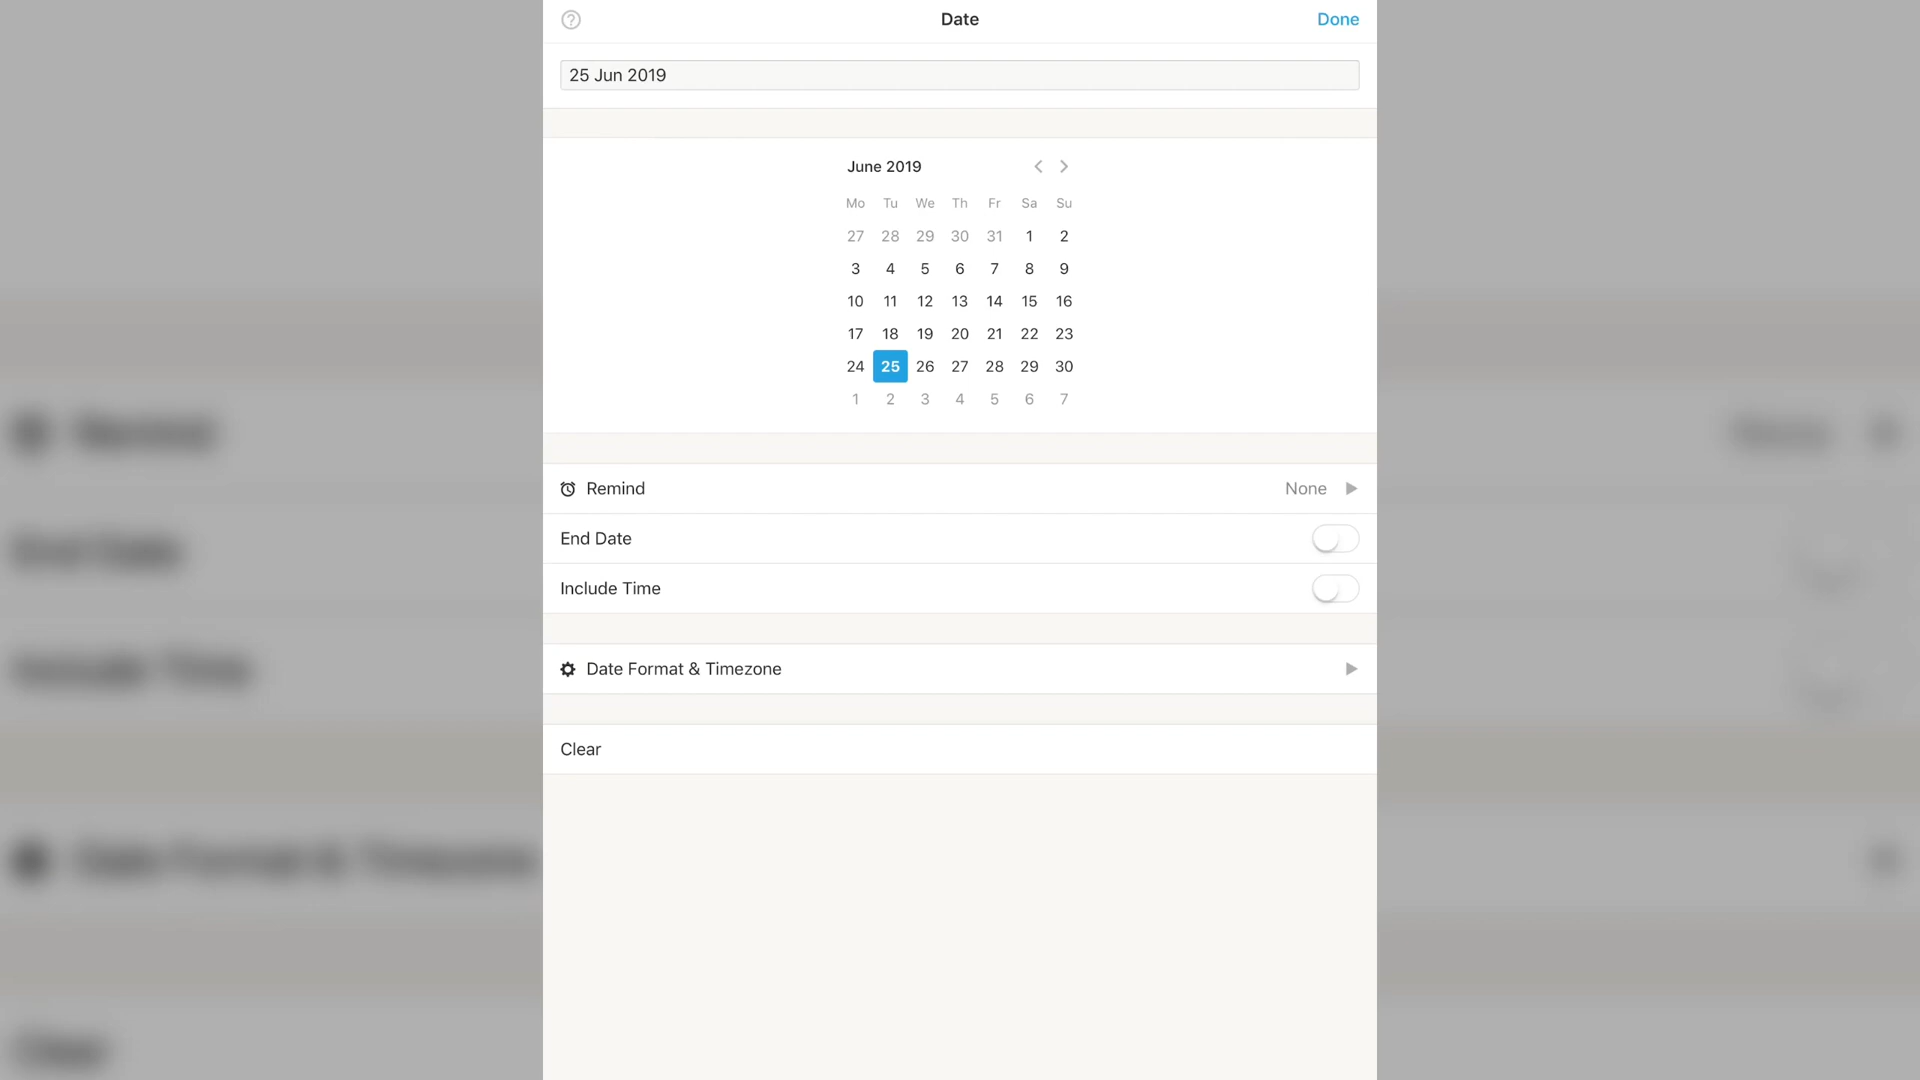 Date
Done
25 Jun 2019
June 2019
Mo Tu We Th Fr Sa Su
27 28 29 30 31 1 2
3 4 5 6 7 8 9
10 11 12 13 14 15 16
17 18 19 20 21 22 23
24 25 26 27 28 29 30
1 2 3 4 5 6 7
Remind None
End Date
Include Time
Date Format & Timezone
Clear